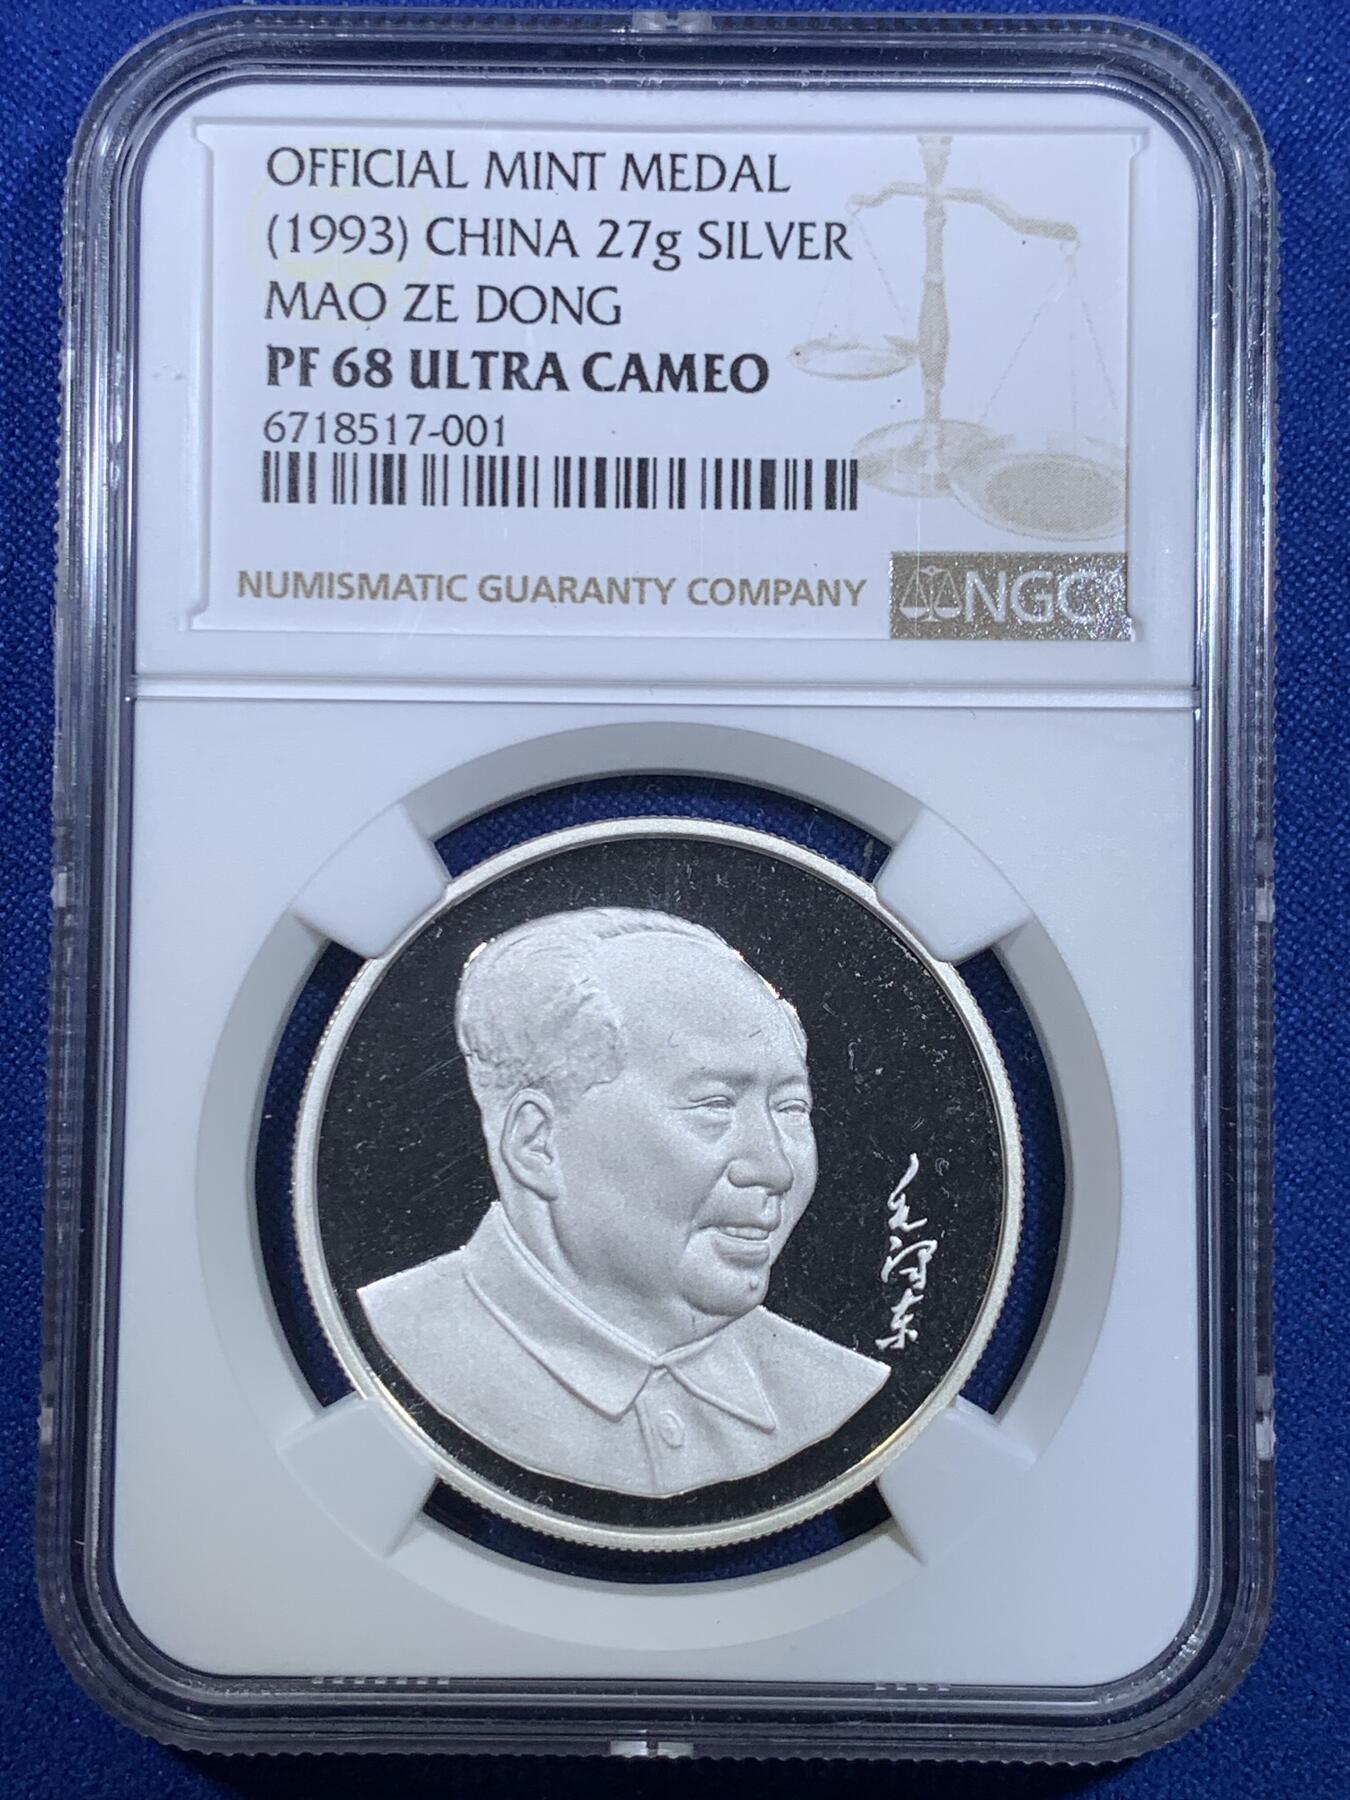 OFFICIAL MINT MEDAL
(1993) CHINA 27g SILVER
MAO ZE DONG
PF 68 ULTRA CAMEO
6718517-001
NUMISMATIC GUARANTY COMPANY
NGC
毛泽东